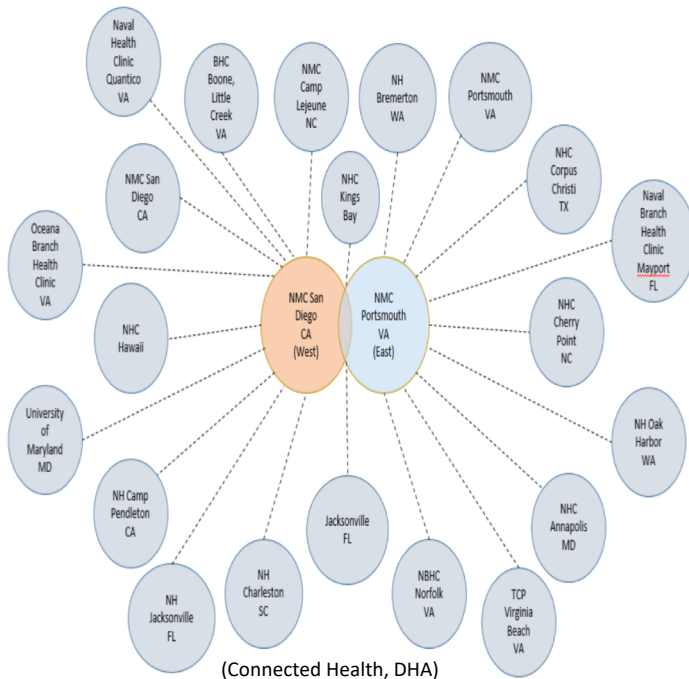 Naval
Health
Clinic
Quantico
VA
BHC
Boone,
Little
Creek
VA
NMC
Camp
Lejeune
NC
NH
Bremerton
WA
NMC
Portsmouth
VA
NMC San
Diego
CA
NHC
Kings
Bay
NHC
Corpus
Christi
TX
Naval
Branch
Health
Clinic
Mayport
FL
Oceana
Branch
Health
Clinic
VA
NMC San
Diego
CA
(West)
NMC
Portsmouth
VA
(East)
NHC
Hawaii
NHC
Cherry
Point
NC
University
of
Maryland
MD
NH Oak
Harbor
WA
NH Camp
Pendleton
CA
Jacksonville
FL
NHC
Annapolis
MD
NH
Jacksonville
FL
NH
Charleston
SC
NBHC
Norfolk
VA
TCP
Virginia
Beach
VA
(Connected Health, DHA)